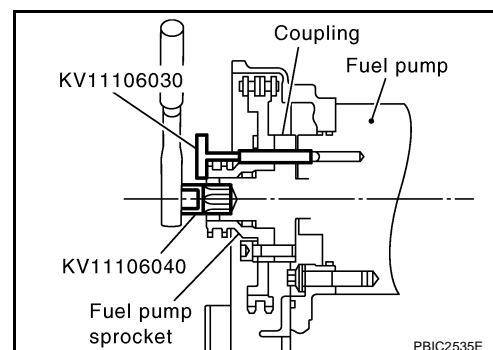 Coupling
Fuel pump
KV11106030
KV11106040
Fuel pump
sprocket
PBIC2535E